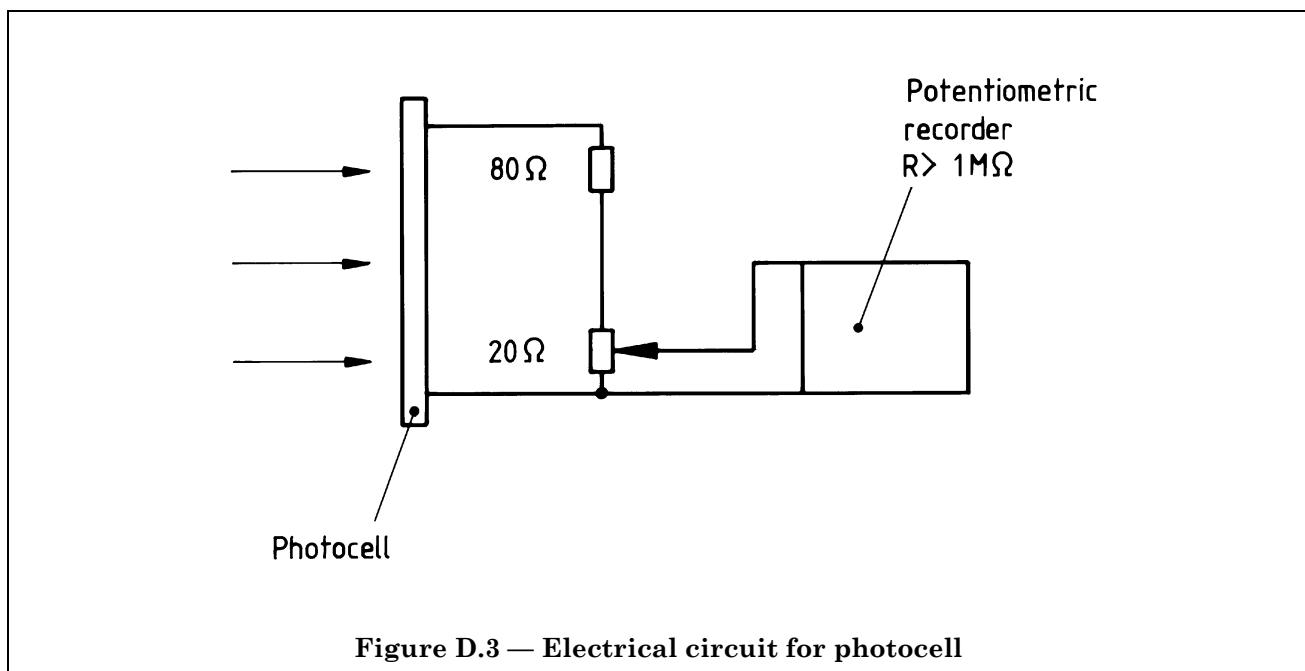 Potentiometric
recorder
R> 1MΩ
80Ω
20Ω
Photocell
Figure D.3 — Electrical circuit for photocell